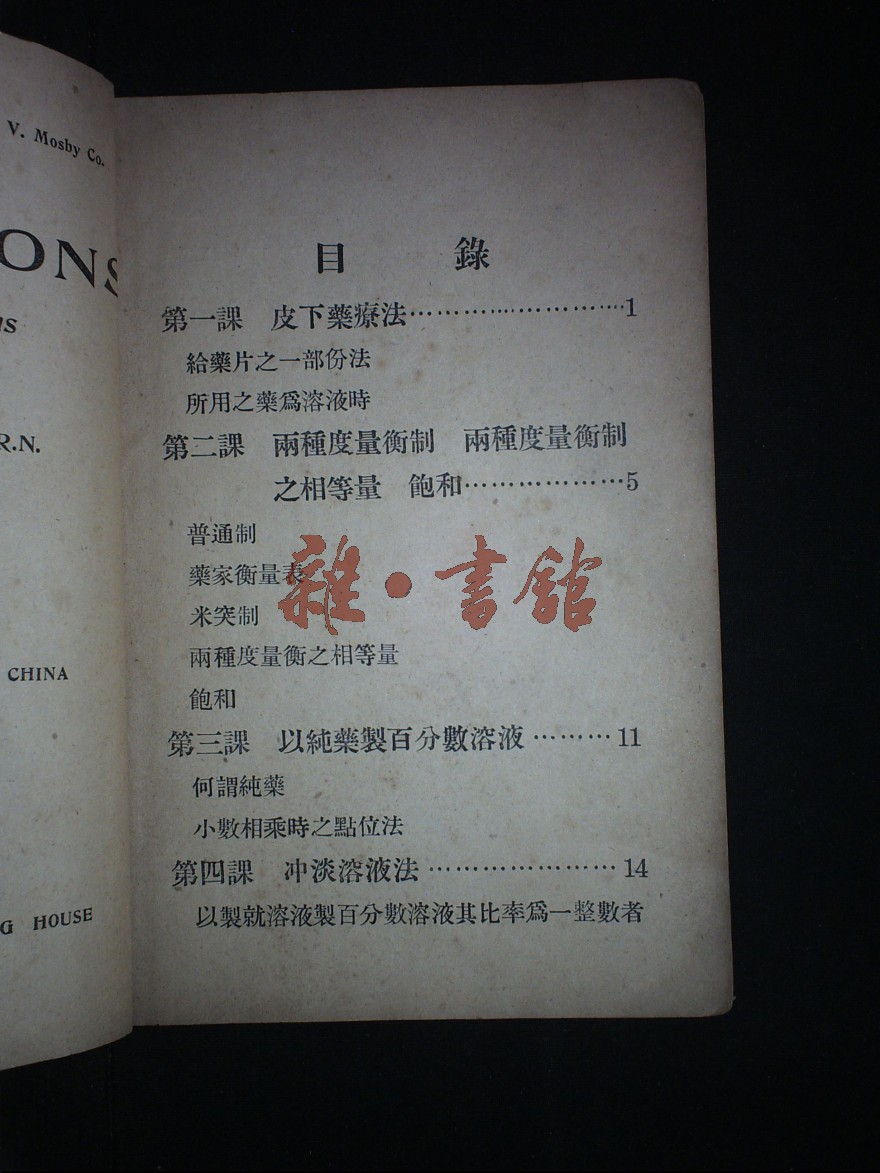 V. Mosby Co.
ONS
R.N.
CHINA
HOUSE
目 錄
第一課 皮下藥療法……………………1
給藥片之一部份法
所用之藥爲溶液時
第二課 兩種度量衡制 兩種度量衡制
之相等量 飽和………………5
普通制
藥家衡量表
米突制
兩種度量衡之相等量
飽和
第三課 以純藥製百分數溶液………11
何謂純藥
小數相乘時之點位法
第四課 冲淡溶液法…………………14
以製就溶液製百分數溶液其比率爲一整數者
雜·書館